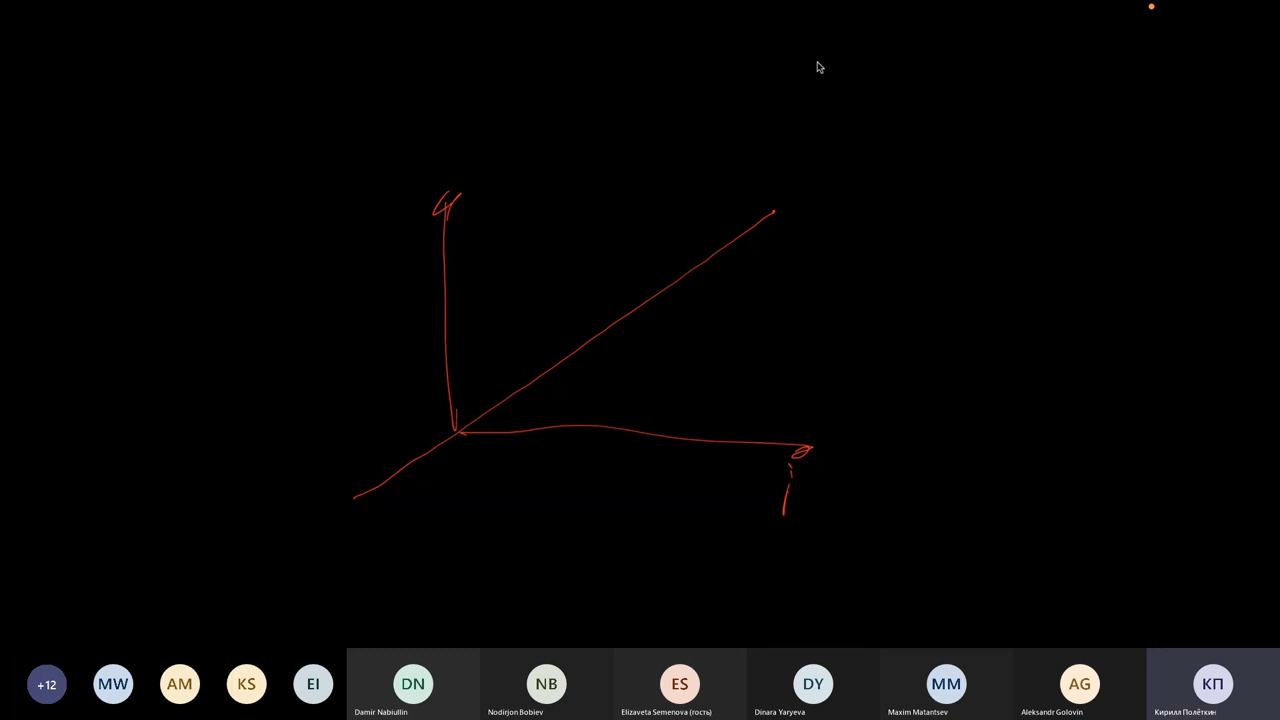 +12
MW
AM
KS
EI
DN
NB
ES
DY
MM
AG
КП
Damir Nabiullin
Nodirjon Bobiev
Elizaveta Semenova (гость)
Dinara Yaryeva
Maxim Matantsev
Aleksandr Golovin
Кирилл Полёткин